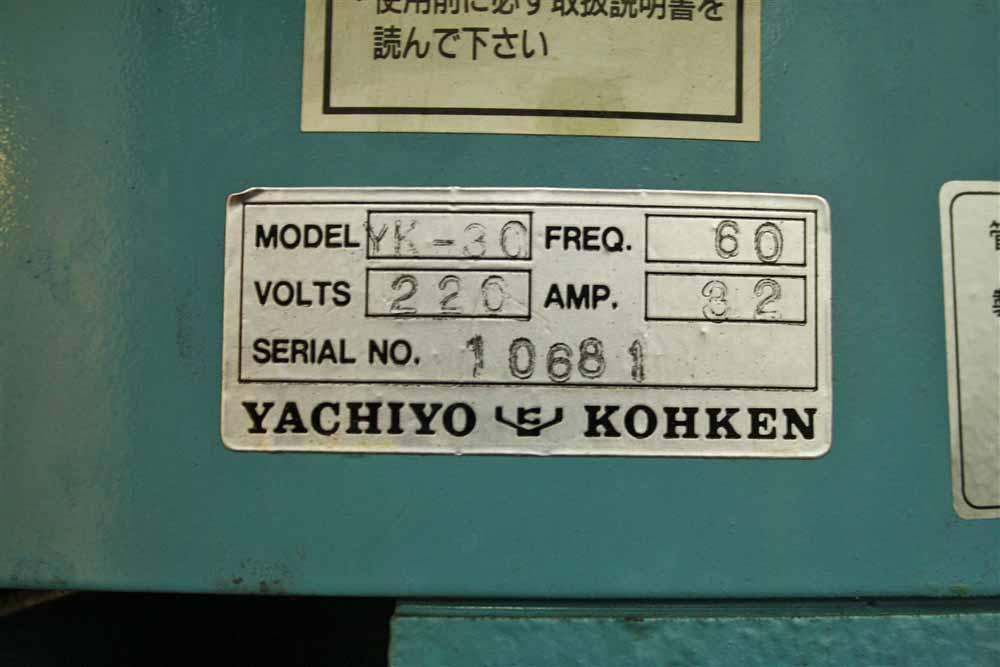 ・使用前に必ず取扱説明書を
読んで下さい
MODEL YK-30 FREQ. 60
VOLTS 220 AMP. 32
SERIAL NO. 10681
YACHIYO KOHKEN